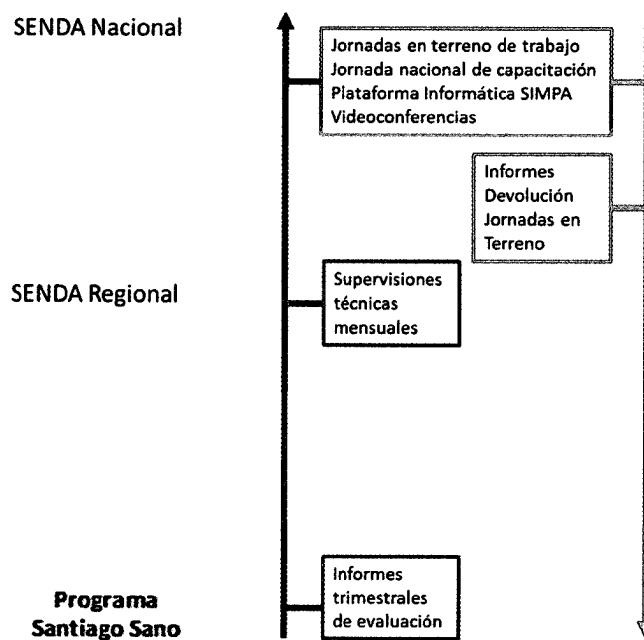 SENDA Nacional
Jornadas en terreno de trabajo
Jornada nacional de capacitación
Plataforma Informática SIMPA
Videoconferencias
Informes
Devolución
Jornadas en
Terreno
SENDA Regional
Supervisiones
técnicas
mensuales
Informes
trimestrales
de evaluación
Programa
Santiago Sano